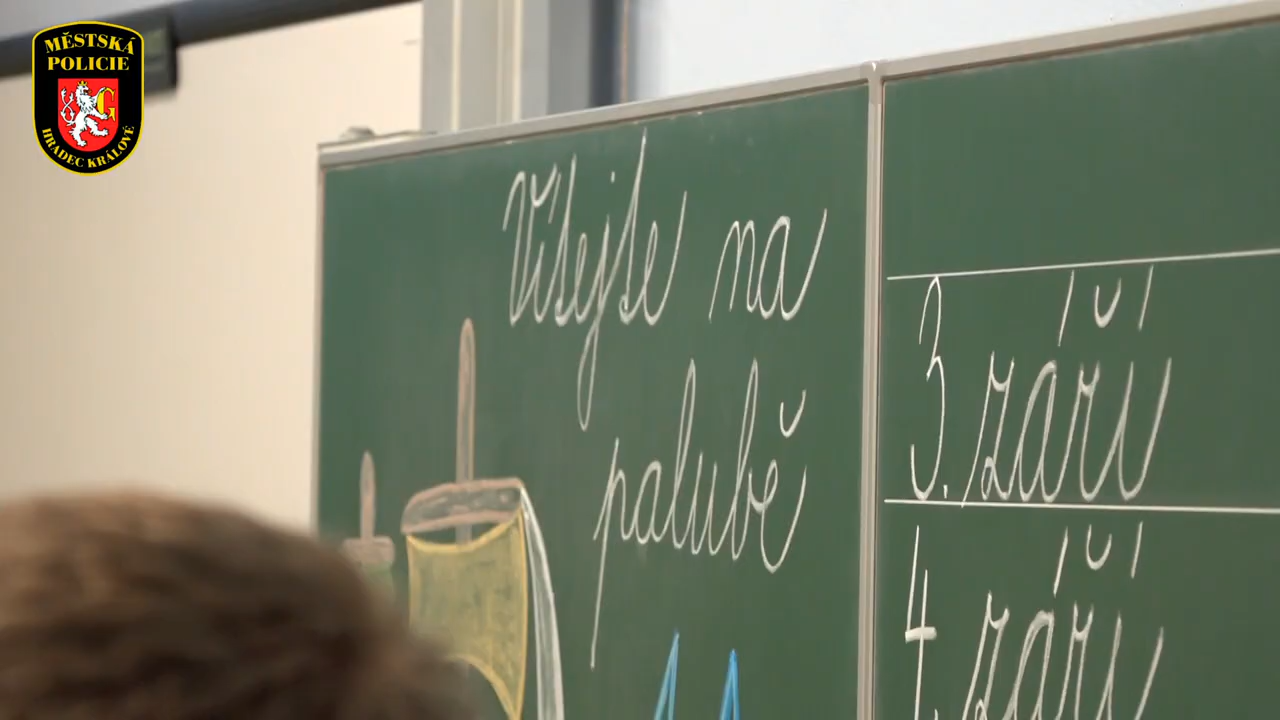 MĚSTSKÁ
POLICIE
HRADEC KRÁLOVÉ
Vítejte na
palubě
3. září
4. září